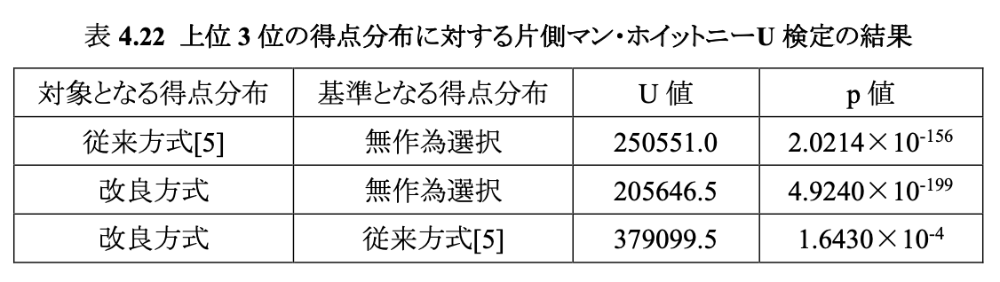 表 4.22 上位 3 位の得点分布に対する片側マン・ホイットニーU 検定の結果
対象となる得点分布 基準となる得点分布 U 値 p 値
従来方式[5] 無作為選択 250551.0 2.0214×10⁻¹⁵⁶
改良方式 無作為選択 205646.5 4.9240×10⁻¹⁹⁹
改良方式 従来方式[5] 379099.5 1.6430×10⁻⁴